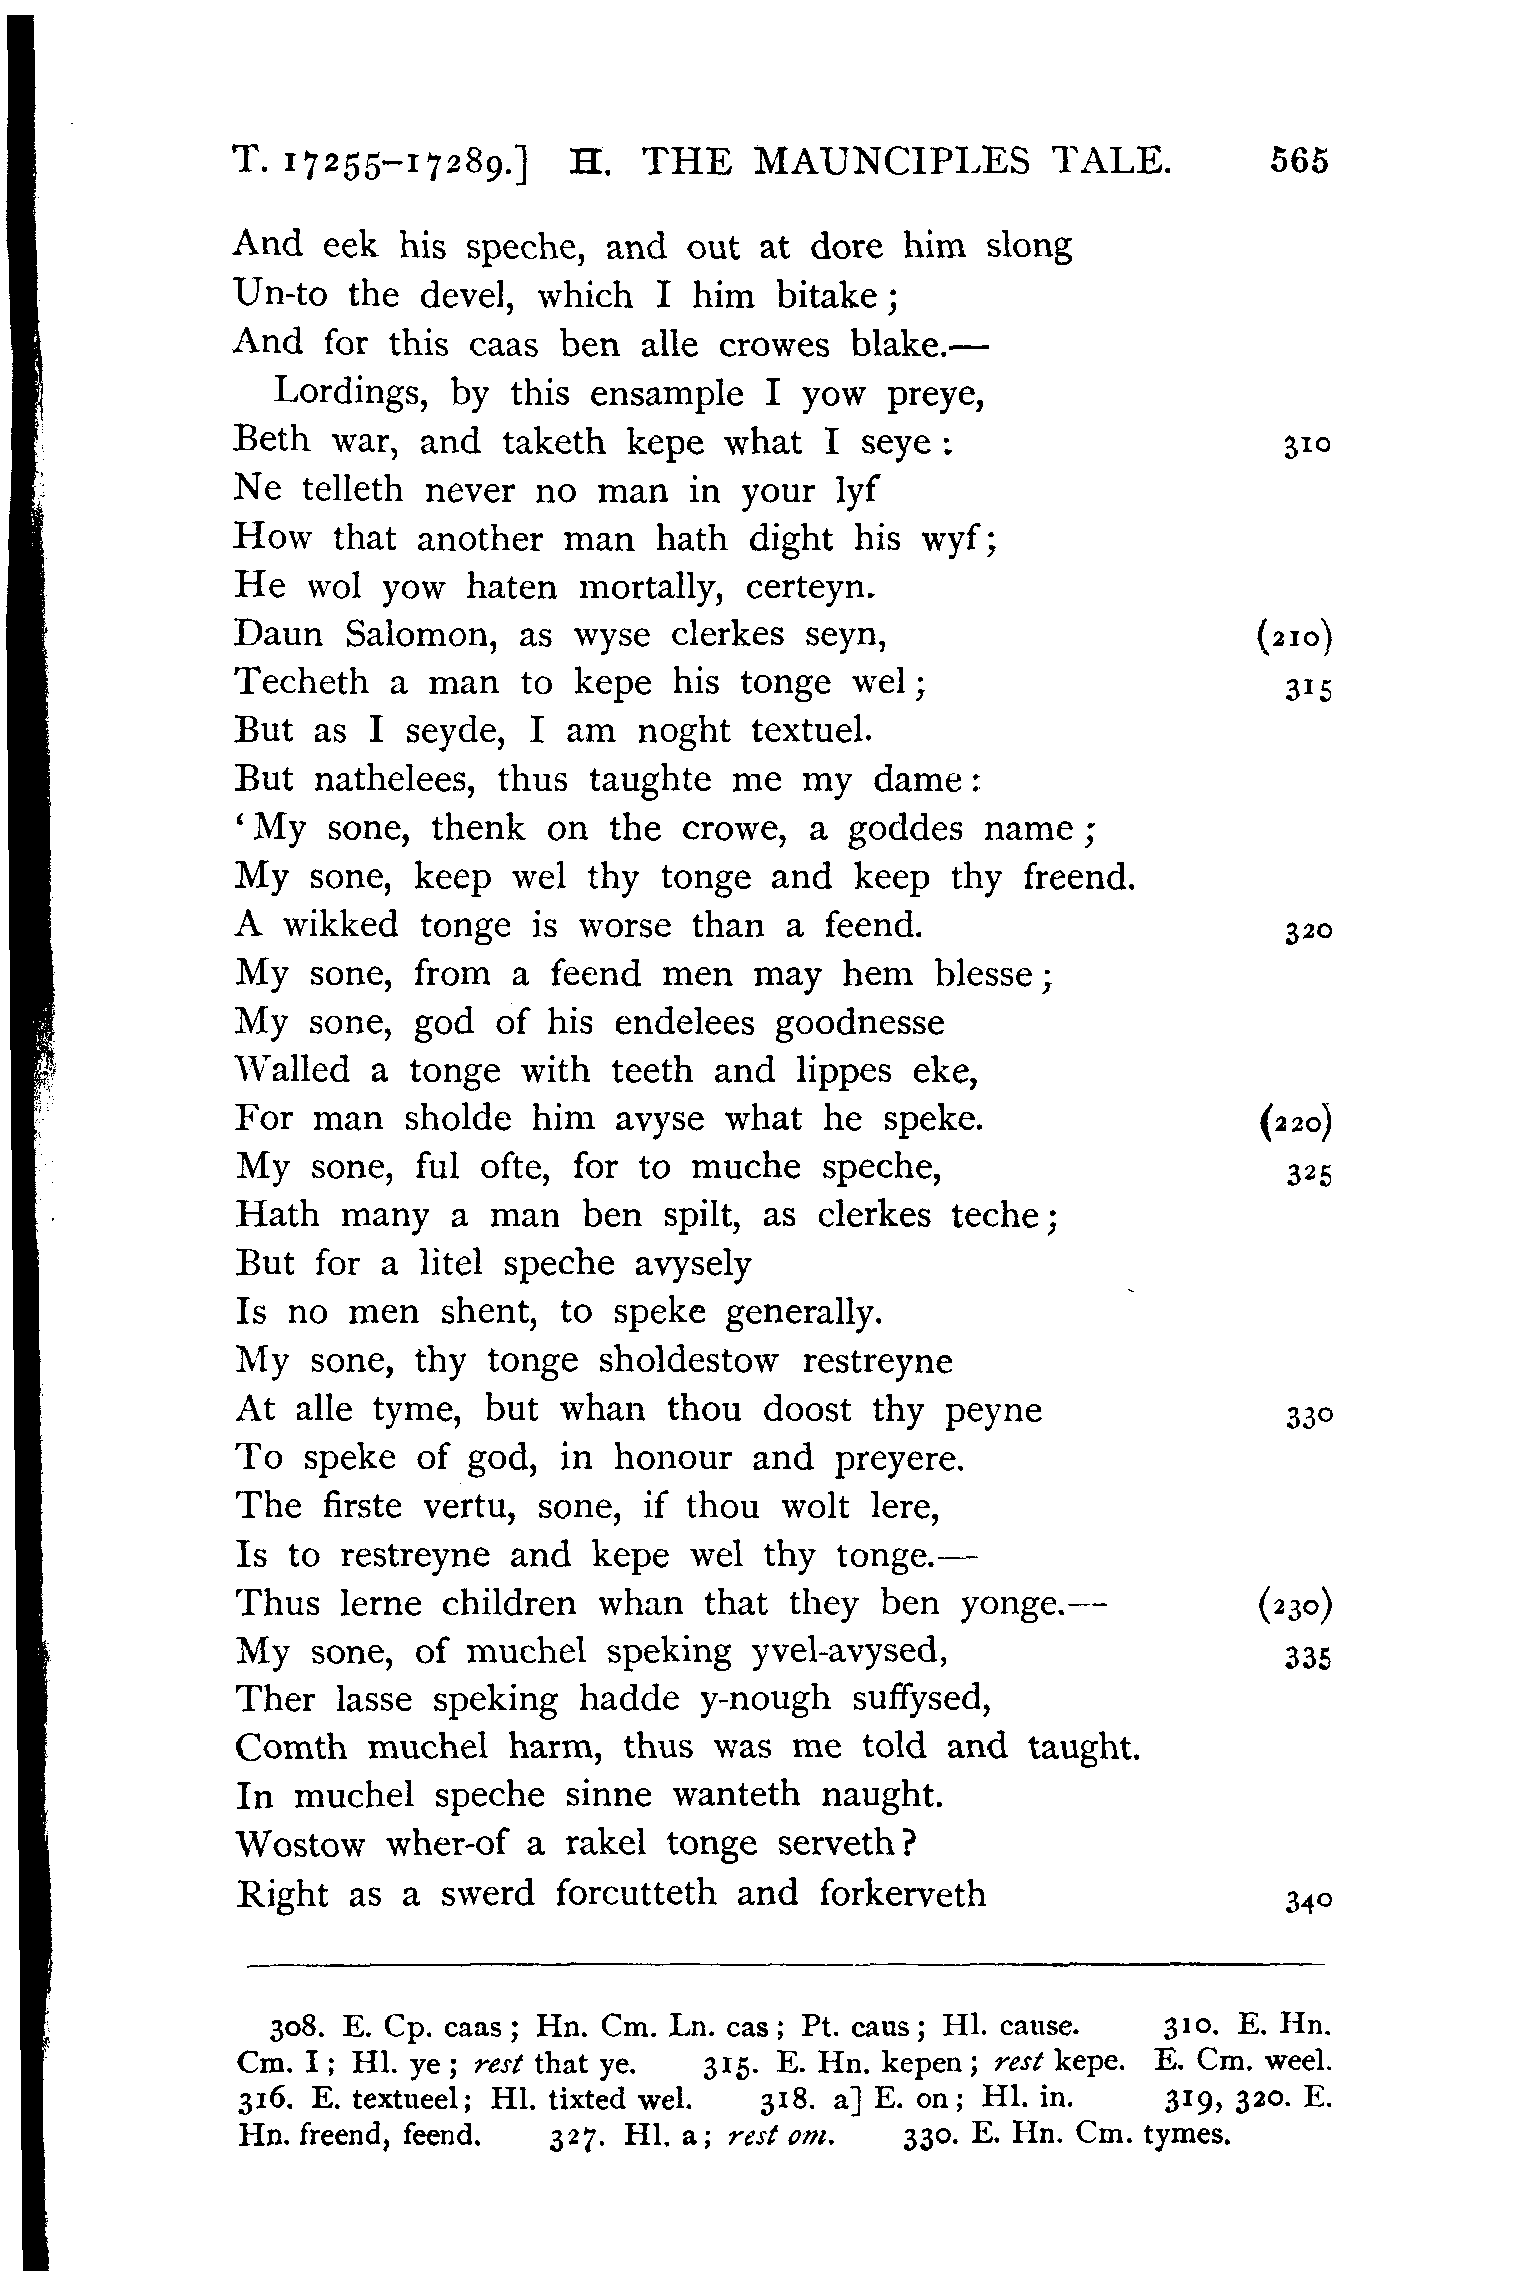 T. 17255–17289.] H. THE MAUNCIPLES TALE. 565
And eek his speche, and out at dore him slong
Un-to the devel, which I him bitake ;
And for this caas ben alle crowes blake.—
Lordings, by this ensample I yow preye,
Beth war, and taketh kepe what I seye : 310
Ne telleth never no man in your lyf
How that another man hath dight his wyf ;
He wol yow haten mortally, certeyn.
Daun Salomon, as wyse clerkes seyn, (210)
Techeth a man to kepe his tonge wel ; 315
But as I seyde, I am noght textuel.
But nathelees, thus taughte me my dame :
‘ My sone, thenk on the crowe, a goddes name ;
My sone, keep wel thy tonge and keep thy freend.
A wikked tonge is worse than a feend. 320
My sone, from a feend men may hem blesse ;
My sone, god of his endelees goodnesse
Walled a tonge with teeth and lippes eke,
For man sholde him avyse what he speke. (220)
My sone, ful ofte, for to muche speche, 325
Hath many a man ben spilt, as clerkes teche ;
But for a litel speche avysely
Is no men shent, to speke generally.
My sone, thy tonge sholdestow restreyne
At alle tyme, but whan thou doost thy peyne 330
To speke of god, in honour and preyere.
The firste vertu, sone, if thou wolt lere,
Is to restreyne and kepe wel thy tonge.—
Thus lerne children whan that they ben yonge.— (230)
My sone, of muchel speking yvel-avysed, 335
Ther lasse speking hadde y-nough suffysed,
Comth muchel harm, thus was me told and taught.
In muchel speche sinne wanteth naught.
Wostow wher-of a rakel tonge serveth?
Right as a swerd forcutteth and forkerveth 340
308. E. Cp. caas ; Hn. Cm. Ln. cas ; Pt. caus ; Hl. cause. 310. E. Hn.
Cm. I ; Hl. ye ; rest that ye. 315. E. Hn. kepen ; rest kepe. E. Cm. weel.
316. E. textueel; Hl. tixted wel. 318. a] E. on ; Hl. in. 319, 320. E.
Hn. freend, feend. 327. Hl. a ; rest om. 330. E. Hn. Cm. tymes.